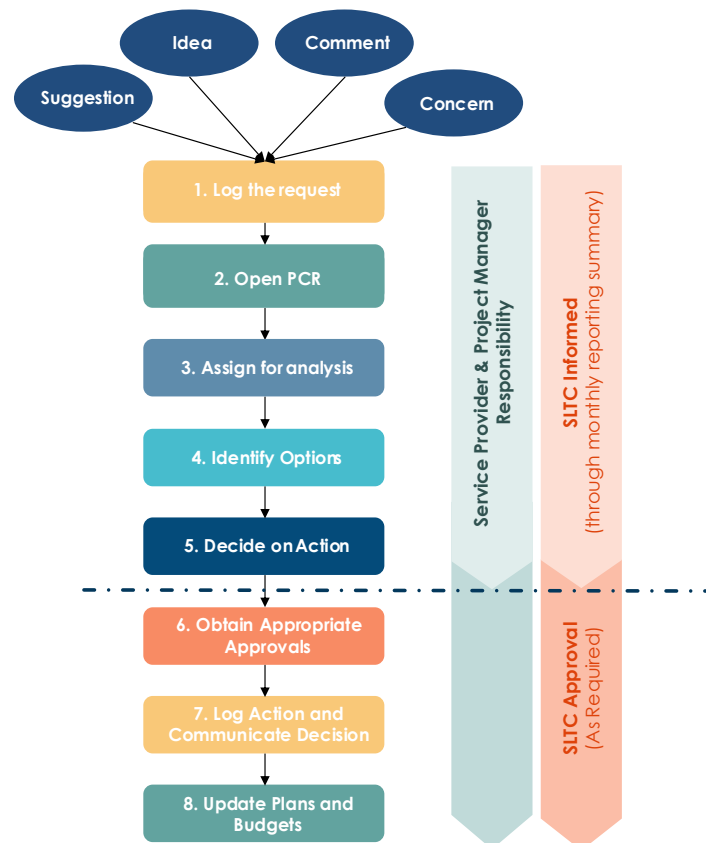 Idea
Comment
Suggestion
Concern
1. Log the request
2. Open PCR
3. Assign for analysis
4. Identify Options
5. Decide on Action
6. Obtain Appropriate
Approvals
7. Log Action and
Communicate Decision
8. Update Plans and
Budgets
Service Provider & Project Manager
Responsibility
SLTC Informed
(through monthly reporting summary)
SLTC Approval
(As Required)